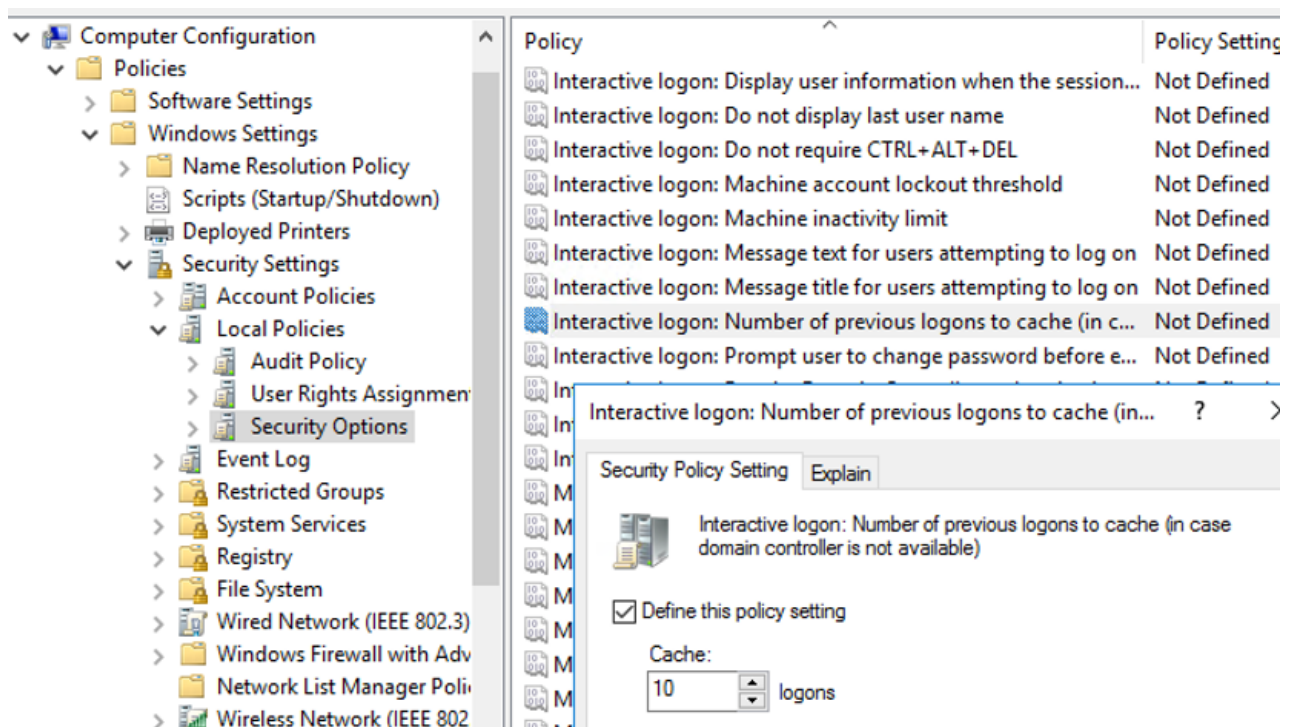 Computer Configuration
Policies
Software Settings
Windows Settings
Name Resolution Policy
Scripts (Startup/Shutdown)
Deployed Printers
Security Settings
Account Policies
Local Policies
Audit Policy
User Rights Assignmen
Security Options
Event Log
Restricted Groups
System Services
Registry
File System
Wired Network (IEEE 802.3)
Windows Firewall with Adv
Network List Manager Poli
Wireless Network (IEEE 802
Policy Policy Setting
Interactive logon: Display user information when the session... Not Defined
Interactive logon: Do not display last user name Not Defined
Interactive logon: Do not require CTRL+ALT+DEL Not Defined
Interactive logon: Machine account lockout threshold Not Defined
Interactive logon: Machine inactivity limit Not Defined
Interactive logon: Message text for users attempting to log on Not Defined
Interactive logon: Message title for users attempting to log on Not Defined
Interactive logon: Number of previous logons to cache (in c... Not Defined
Interactive logon: Prompt user to change password before e... Not Defined
In
In
In
M
M
M
M
M
M
M
Interactive logon: Number of previous logons to cache (in... ?
Security Policy Setting Explain
Interactive logon: Number of previous logons to cache (in case
domain controller is not available)
Define this policy setting
Cache:
10 logons